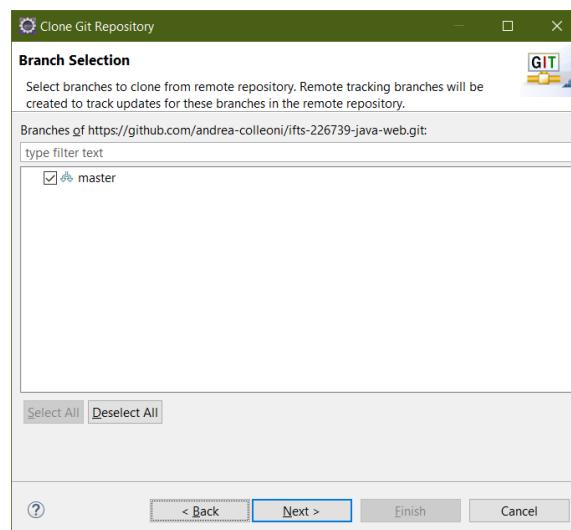 Clone Git Repository
Branch Selection
GIT
Select branches to clone from remote repository. Remote tracking branches will be
created to track updates for these branches in the remote repository.
Branches of https://github.com/andrea-colleoni/ifts-226739-java-web.git:
type filter text
master
Select All Deselect All
? < Back Next > Finish Cancel